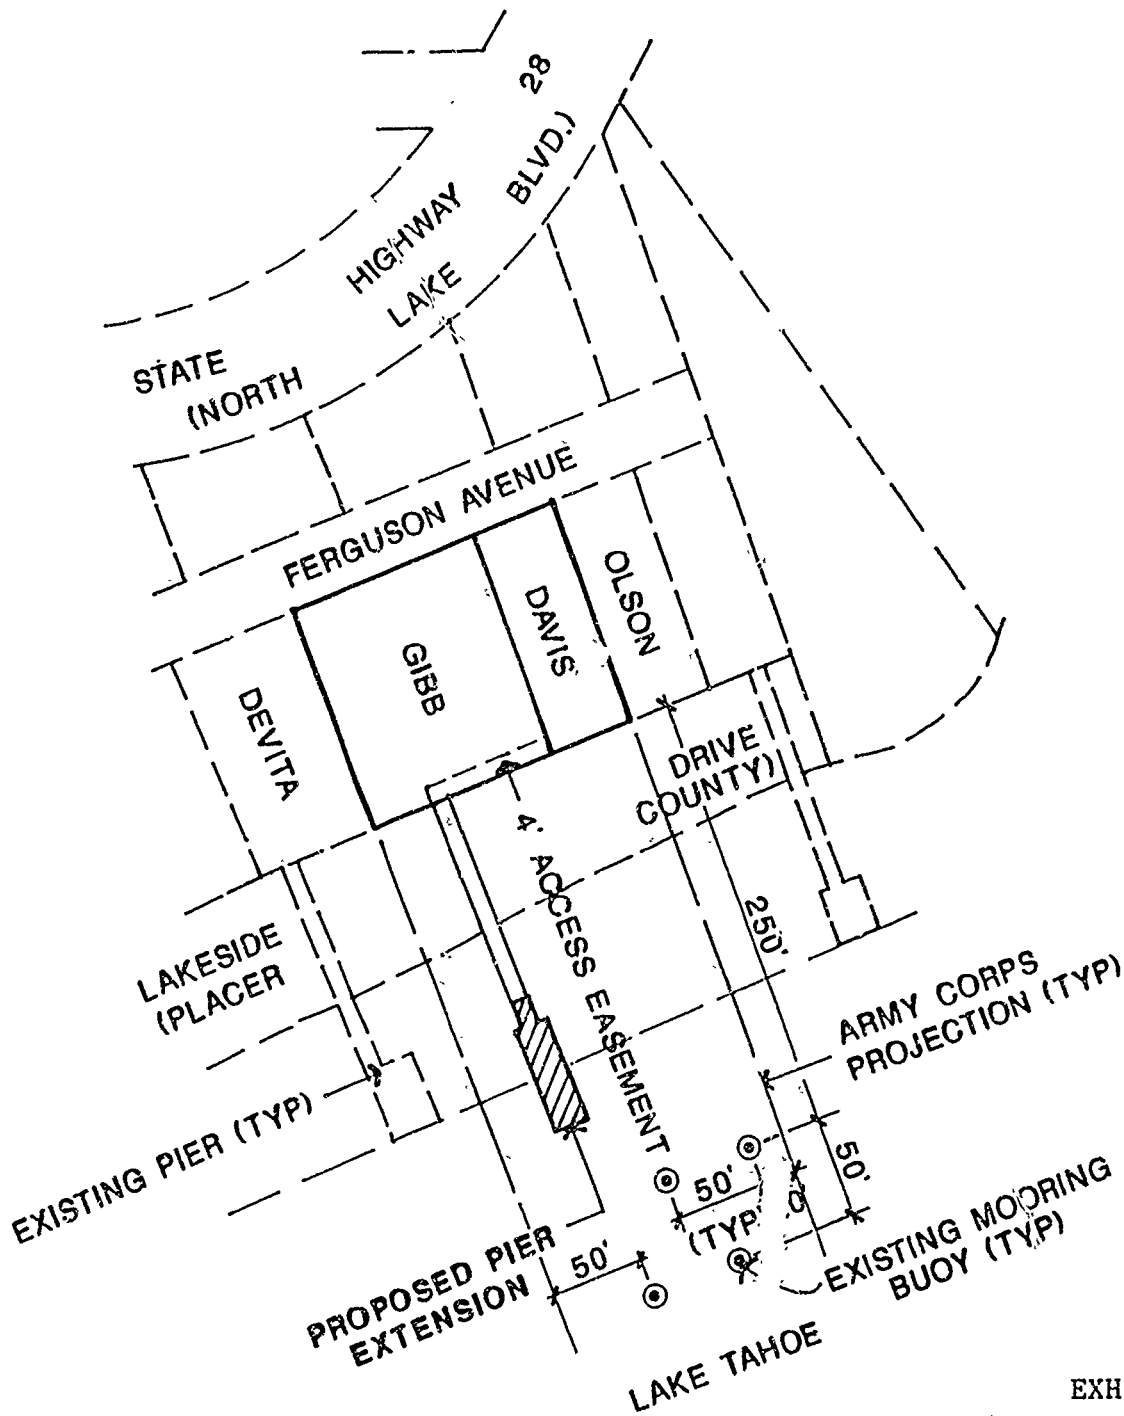 28
BLVD.)
HIGHWAY
LAKE
STATE
(NORTH
FERGUSON AVENUE
OLSON
DAVIS
GIBB
DEVITA
DRIVE
COUNTY)
4' ACCESS EASEMENT
LAKESIDE
(PLACER
250'
ARMY CORPS
PROJECTION (TYP)
EXISTING PIER (TYP)
50'
50'
(TYP
EXISTING MOORING
BUOY (TYP)
PROPOSED PIER
EXTENSION
50'
LAKE TAHOE
EXH